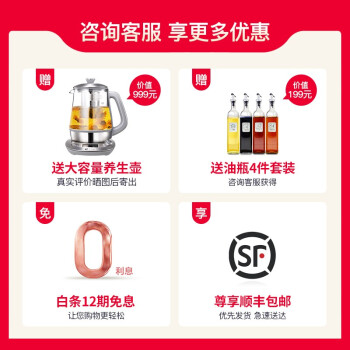 咨询客服 享更多优惠
赠
价值
999元
送大容量养生壶
真实评价晒图后寄出
赠
价值
199元
送油瓶4件套装
咨询客服获得
免
0
利息
白条12期免息
让您购物更轻松
享
SF
尊享顺丰包邮
优先发货 急速送达